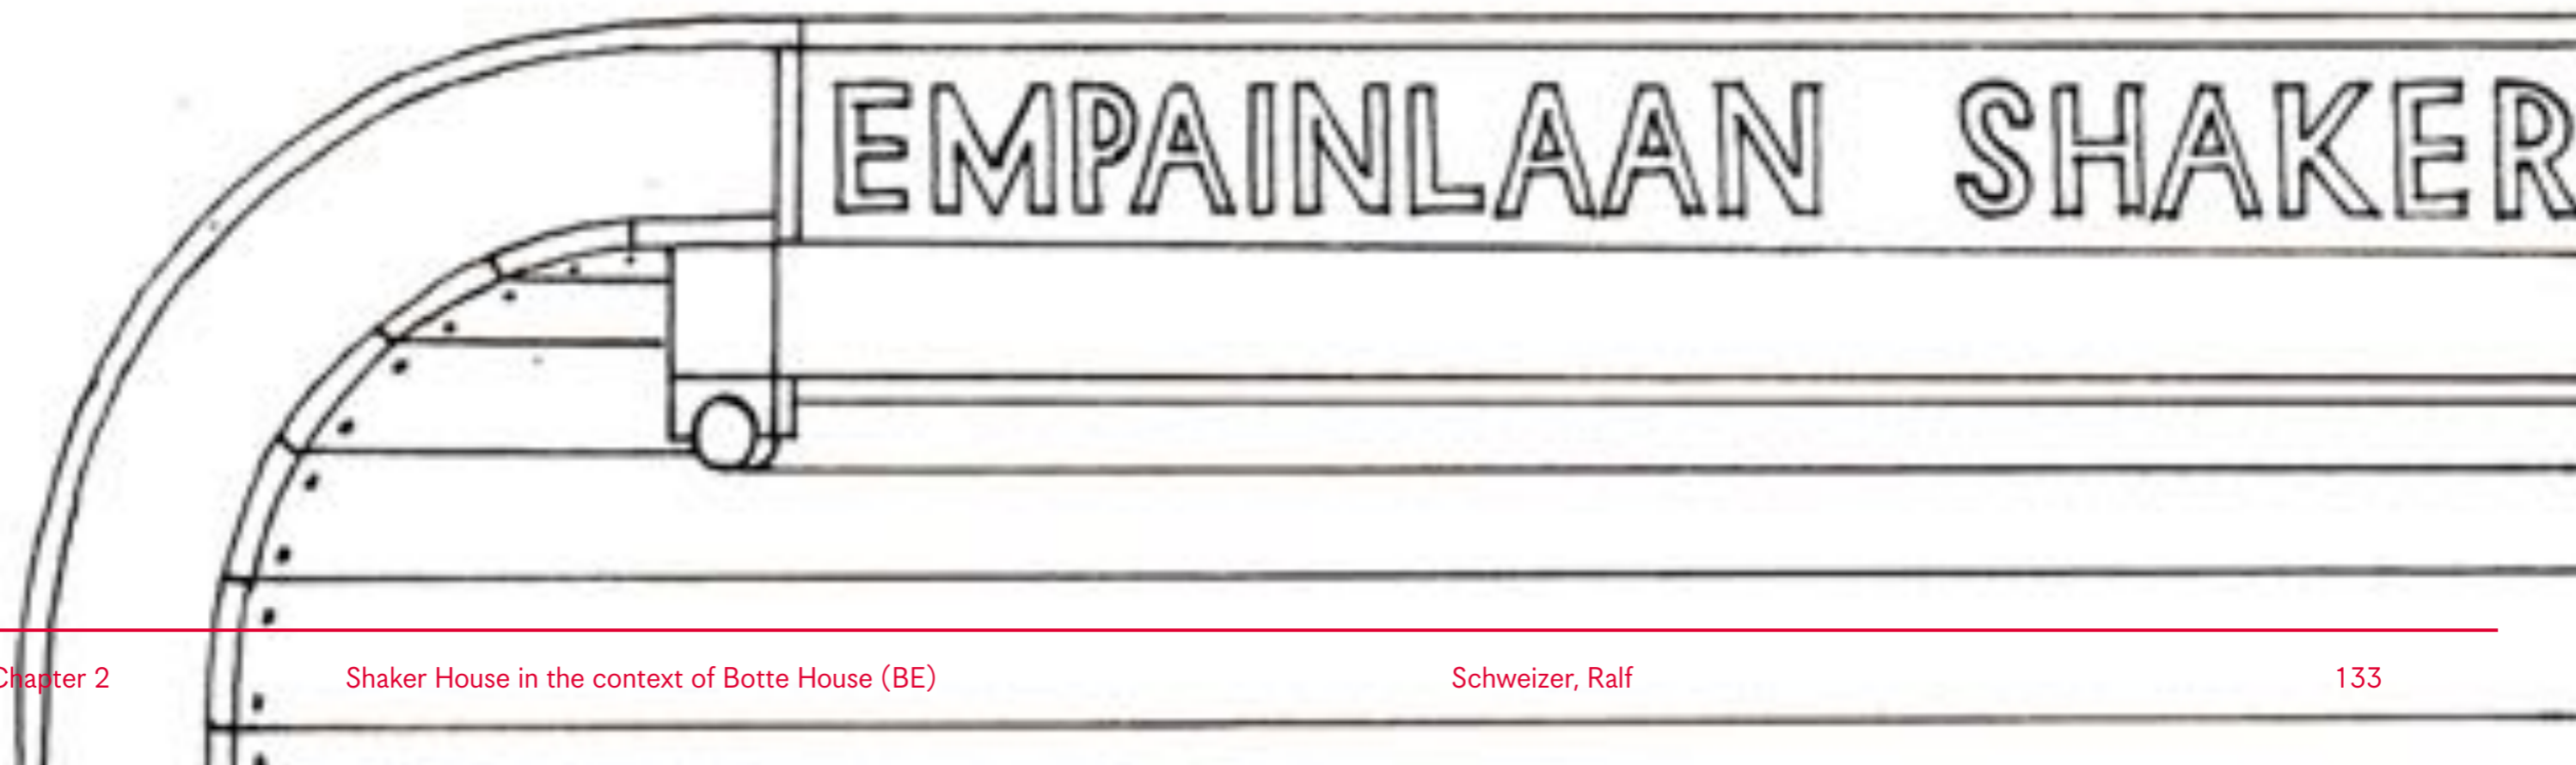 EMPAINLAAN SHAKER
Chapter 2 Shaker House in the context of Botte House (BE) Schweizer, Ralf 133